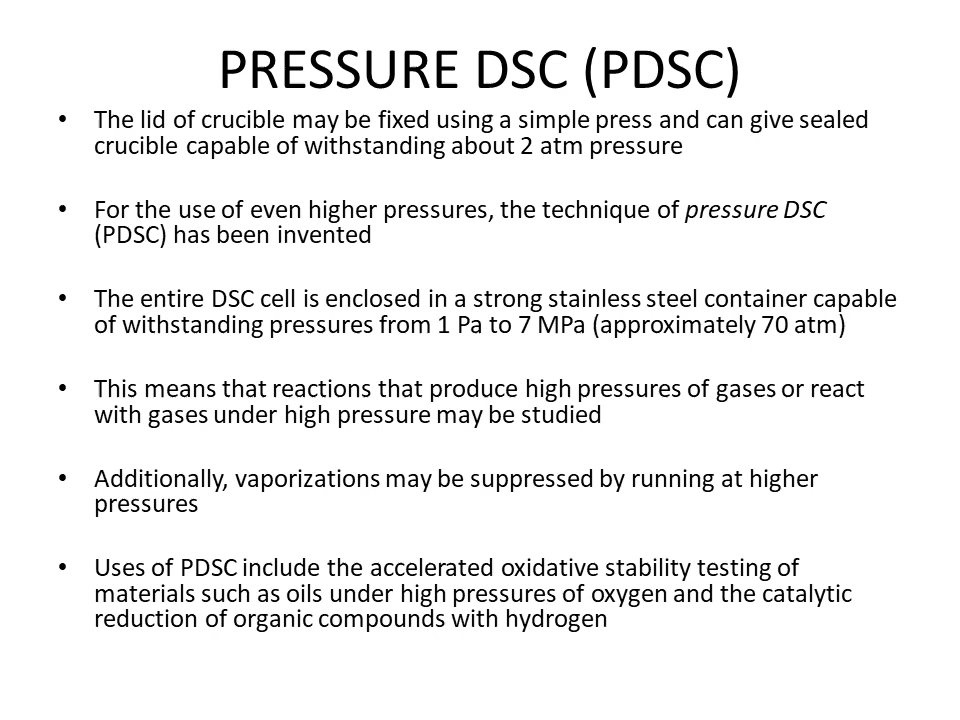 PRESSURE DSC (PDSC)
• The lid of crucible may be fixed using a simple press and can give sealed
crucible capable of withstanding about 2 atm pressure
• For the use of even higher pressures, the technique of pressure DSC
(PDSC) has been invented
• The entire DSC cell is enclosed in a strong stainless steel container capable
of withstanding pressures from 1 Pa to 7 MPa (approximately 70 atm)
• This means that reactions that produce high pressures of gases or react
with gases under high pressure may be studied
• Additionally, vaporizations may be suppressed by running at higher
pressures
• Uses of PDSC include the accelerated oxidative stability testing of
materials such as oils under high pressures of oxygen and the catalytic
reduction of organic compounds with hydrogen